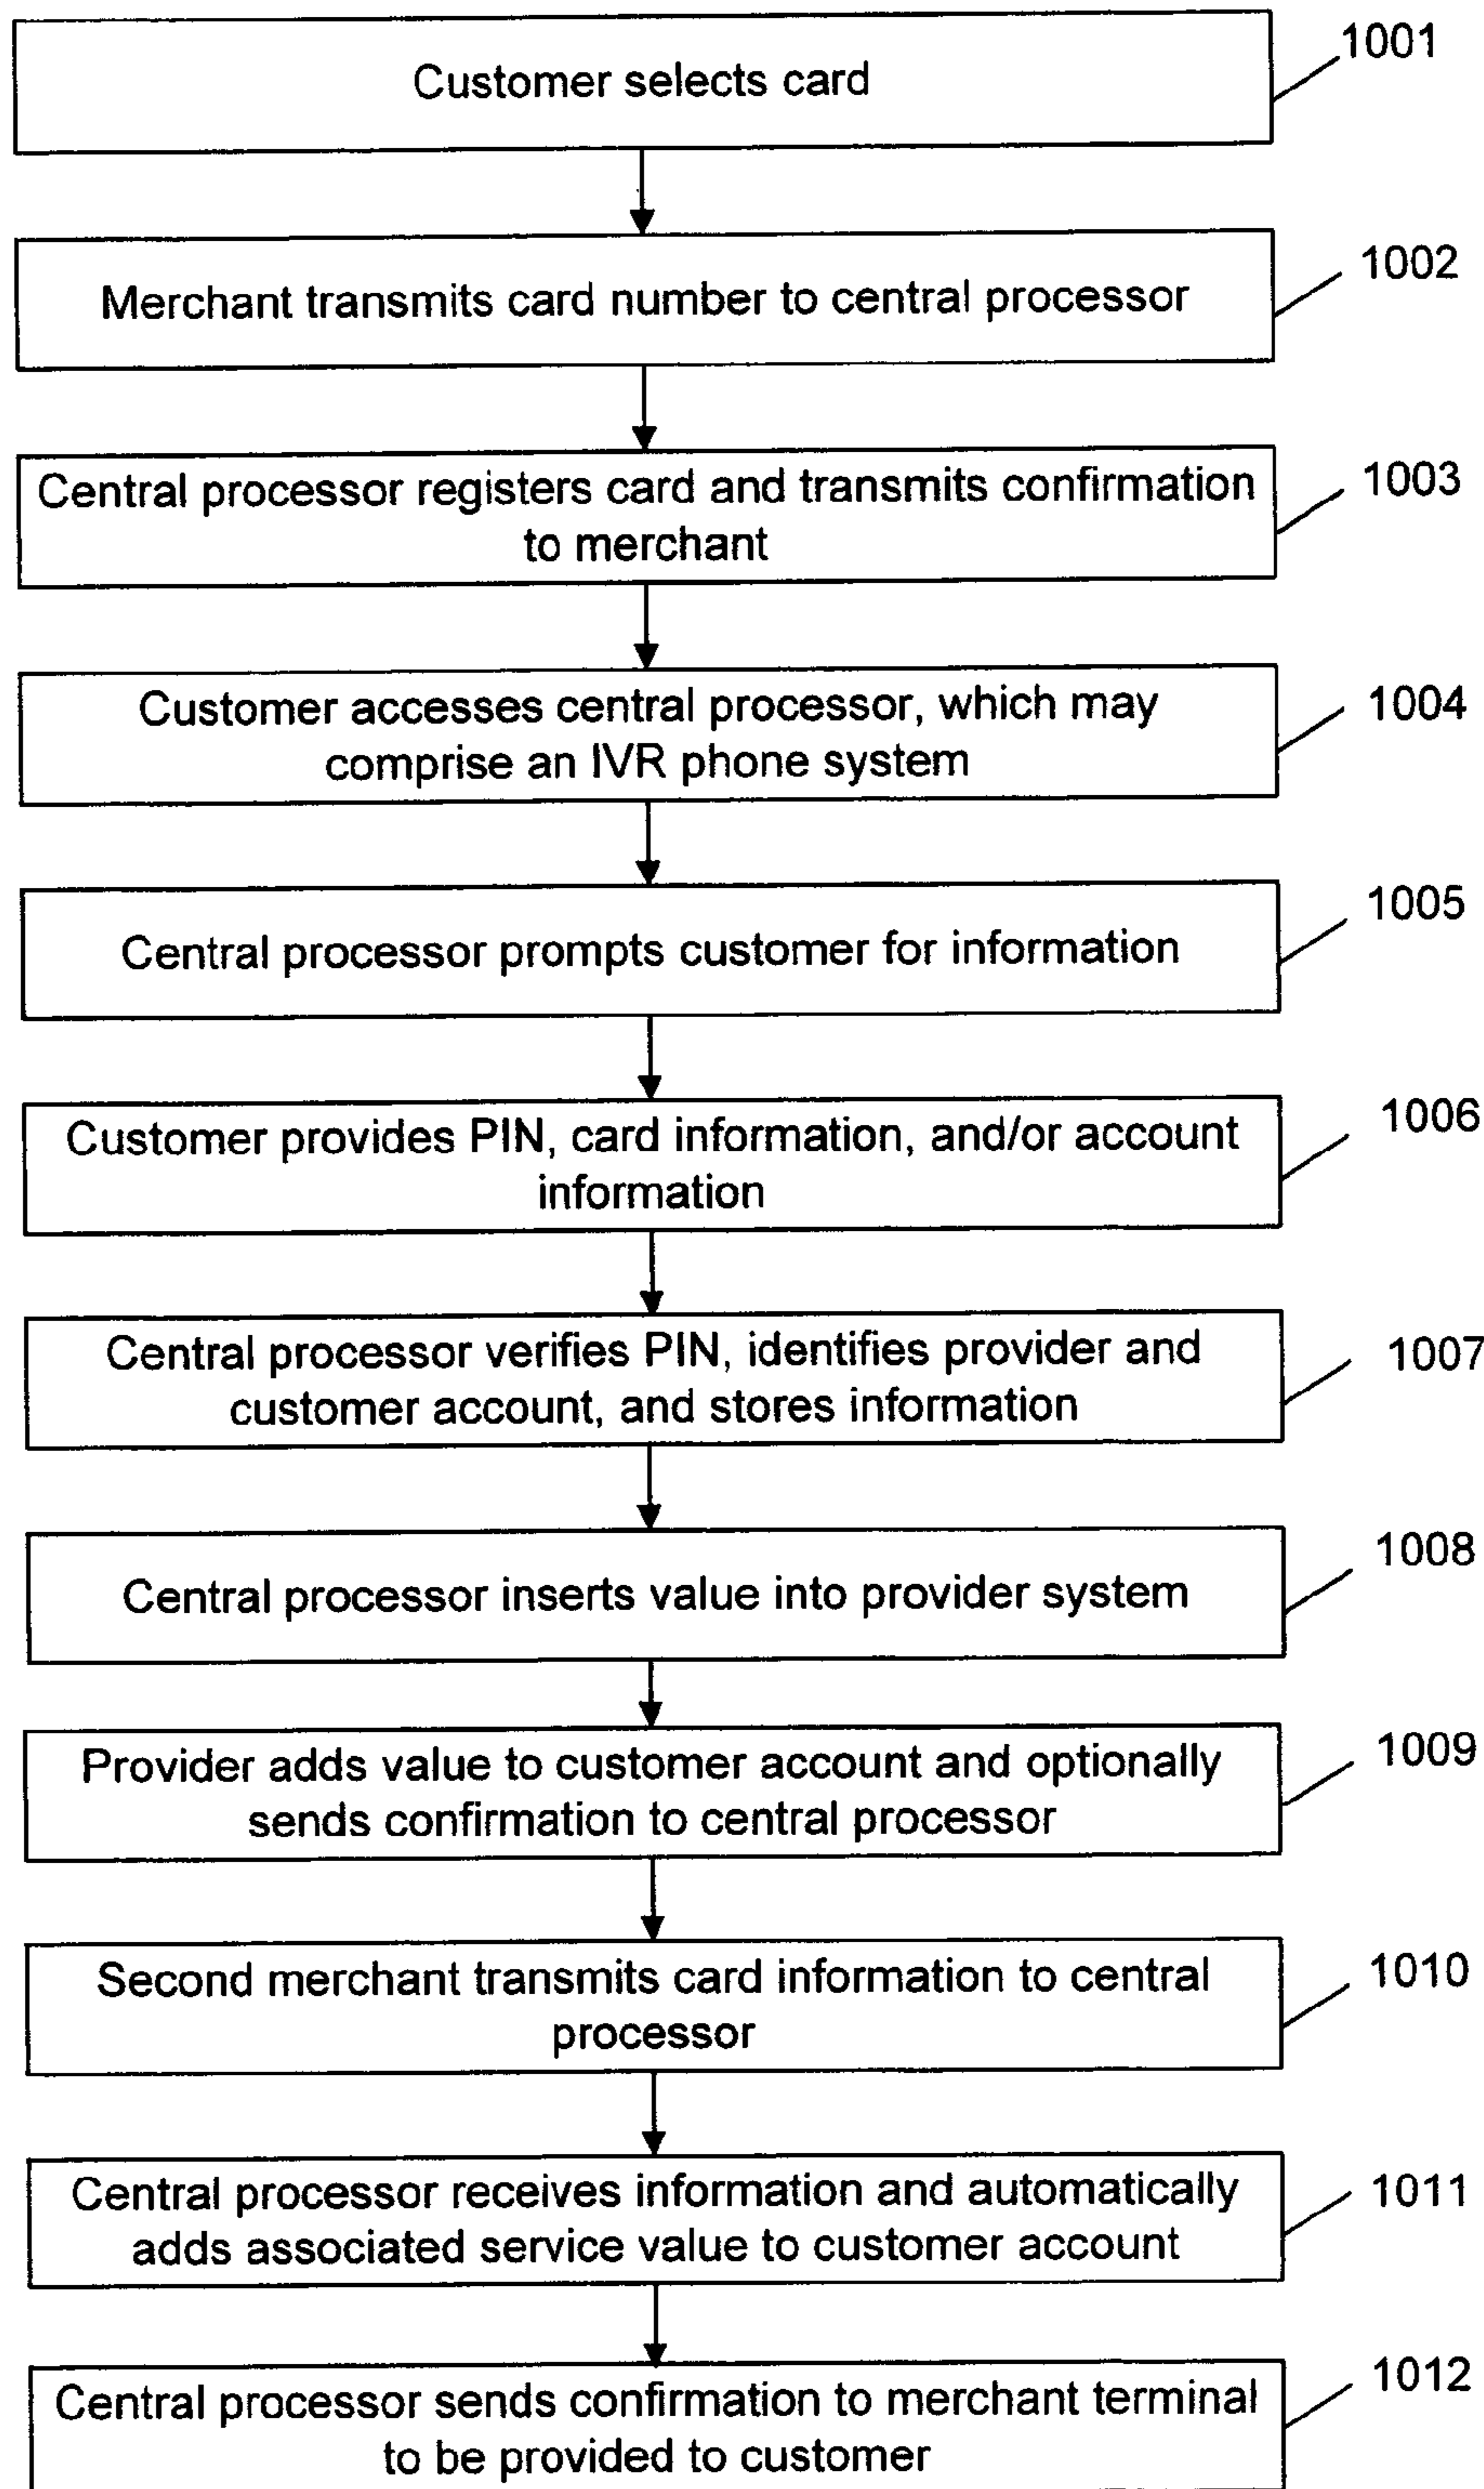 Customer selects card
1001
Merchant transmits card number to central processor
1002
Central processor registers card and transmits confirmation
to merchant
1003
Customer accesses central processor, which may
comprise an IVR phone system
1004
Central processor prompts customer for information
1005
Customer provides PIN, card information, and/or account
information
1006
Central processor verifies PIN, identifies provider and
customer account, and stores information
1007
Central processor inserts value into provider system
1008
Provider adds value to customer account and optionally
sends confirmation to central processor
1009
Second merchant transmits card information to central
processor
1010
Central processor receives information and automatically
adds associated service value to customer account
1011
Central processor sends confirmation to merchant terminal
to be provided to customer
1012